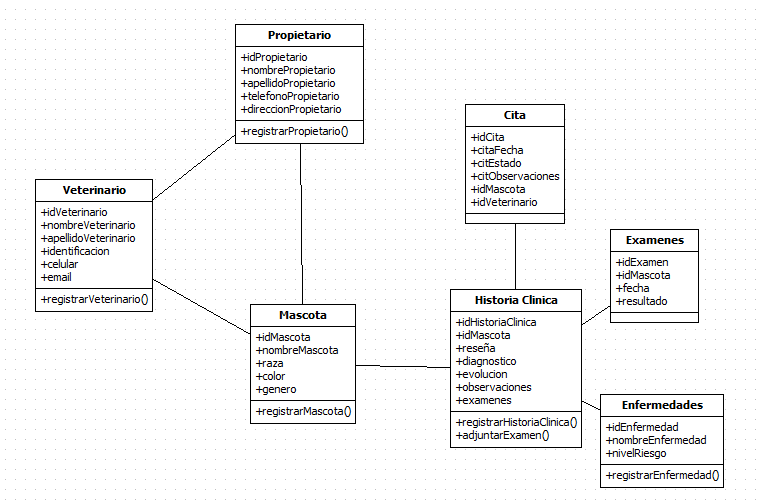 Propietario
+idPropietario
+nombrePropietario
+apellidoPropietario
+telefonoPropietario
+direccionPropietario
+registrarPropietario()
Cita
+idCita
+citaFecha
+citEstado
+citObservaciones
+idMascota
+idVeterinario
Veterinario
+idVeterinario
+nombreVeterinario
+apellidoVeterinario
+identificacion
+celular
+email
+registrarVeterinario()
Examenes
+idExamen
+idMascota
+fecha
+resultado
Mascota
+idMascota
+nombreMascota
+raza
+color
+genero
+registrarMascota()
Historia Clinica
+idHistoriaClinica
+idMascota
+reseña
+diagnostico
+evolucion
+observaciones
+examenes
+registrarHistoriaClinica()
+adjuntarExamen()
Enfermedades
+idEnfermedad
+nombreEnfermedad
+nivelRiesgo
+registrarEnfermedad()